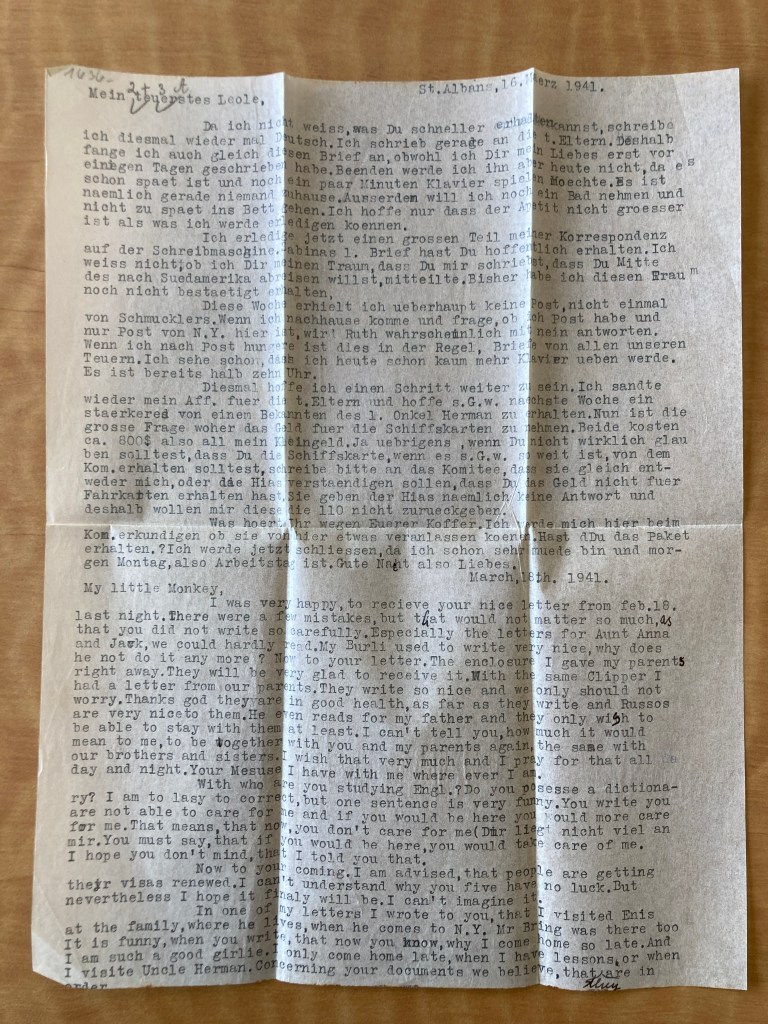 1636-
2 + 3 A
St.Albans, 16.Maerz 1941.
Mein teuerstes Leole,
Da ich nicht weiss,was Du schneller erhalten kannst,schreibe
ich diesmal wieder mal Deutsch.Ich schrieb gerage an die t.Eltern.Deshalb
fange ich auch gleich diesen Brief an,obwohl ich Dir mein Liebes erst vor
einegen Tagen geschrieben habe.Beenden werde ich ihn aber heute nicht,da es
schon spaet ist und noch ein paar Minuten Klavier spielen Moechte.Es ist
naemlich gerade niemand zuhause.Ausserdem will ich noch ein Bad nehmen und
nicht zu spaet ins Bett gehen.Ich hoffe nur dass der Apetit nicht groesser
ist als was ich werde erledigen koennen.
Ich erledige jetzt einen grossen Teil meiner Korrespondenz
auf der Schreibmaschine.Sabinas l. Brief hast Du hoffentlich erhalten.Ich
weiss nicht,ob ich Dir meinen Traum,dass Du mir schriebst,dass Du Mitte
des nach Suedamerika abreisen willst,mitteilte.Bisher habe ich diesen Traum
noch nicht bestaetigt erhalten,
Diese Woche erhielt ich ueberhaupt keine Post,nicht einmal
von Schmucklers.Wenn ich nachhause komme und frage,ob ich Post habe und
nur Post von N.Y. hier ist,wird Ruth wahrscheinlich mit nein antworten.
Wenn ich nach Post hungere ist dies in der Regel, Briefe von allen unseren
Teuern.Ich sehe schon,dass ich heute schon kaum mehr Klavier ueben werde.
Es ist bereits halb zehn Uhr.
Diesmal hoffe ich einen Schritt weiter zu sein.Ich sandte
wieder mein Aff. fuer die t.Eltern und hoffe s.G.w. naechste Woche ein
staerkeres von einem Bekannten des l. Onkel Herman zu erhalten.Nun ist die
grosse Frage woher das Geld fuer die Schiffskarten zu nehmen.Beide kosten
ca. 800$ also all mein Kleingeld.Ja uebrigens ,wenn Du nicht wirklich glau
ben solltest,dass Du die Schiffskarte,wenn es s.G.w. so weit ist,von dem
Kom.erhalten solltest,schreibe bitte an das Komitee,dass sie gleich ent-
weder mich,oder die Hias verstaendigen sollen,dass Du das Geld nicht fuer
Fahrkarten erhalten hast.Sie geben der Hias naemlich keine Antwort und
deshalb wollen mir diese die 110 nicht zurueckgeben.
Was hoert Ihr wegen Euerer Koffer.Ich werde mich hier beim
Kom.erkundigen ob sie von hier etwas veranlassen koenen.Hast dDu das Paket
erhalten.?Ich werde jetzt schliessen,da ich schon sehr muede bin und mor-
gen Montag,also Arbeitstag ist.Gute Naht also Liebes.
March,18th. 1941.
My little Monkey,
I was very happy,to recieve your nice letter from feb.18.
last night.There were a few mistakes,but that would not matter so much,as
that you did not write so carefully.Especially the letters for Aunt Anna
and Jack,we could hardly read.My Burli used to write very nice,why does
he not do it any more ? Now to your letter.The enclosure I gave my parents
right away.They will be very glad to receive it.With the same Clipper I
had a letter from our parents.They write so nice and we only should not
worry.Thanks god they are in good health,as far as they write and Russos
are very niceto them.He even reads for my father and they only wish to
be able to stay with them at least.I can't tell you,how much it would
mean to me,to be together with you and my parents again,the same with
our brothers and sisters.I wish that very much and I pray for that all
day and night.Your Mesuse I have with me where ever I am.
With who are you studying Engl.?Do you posesse a dictiona-
ry? I am to lasy to correct,but one sentence is very funny.You write you
are not able to care for me and if you would be here you would more care
for me.That means,that now,you don't care for me(Dir liegt nicht viel an
mir.You must say,that if you would be here,you would take care of me.
I hope you don't mind,that I told you that.
Now to your coming.I am advised,that people are getting
their visas renewed.I can't understand why you five have no luck.But
nevertheless I hope it finaly will be.I can't imagine it.
In one of my letters I wrote to you,that I visited Enis
at the family,where he lives,when he comes to N.Y. Mr Bring was there too
It is funny,when you write,that now you know,why I come home so late.And
I am such a good girlie.I only come home late,when I have lessons,or when
I visite Uncle Herman.Concerning your documents we believe,that are in
order